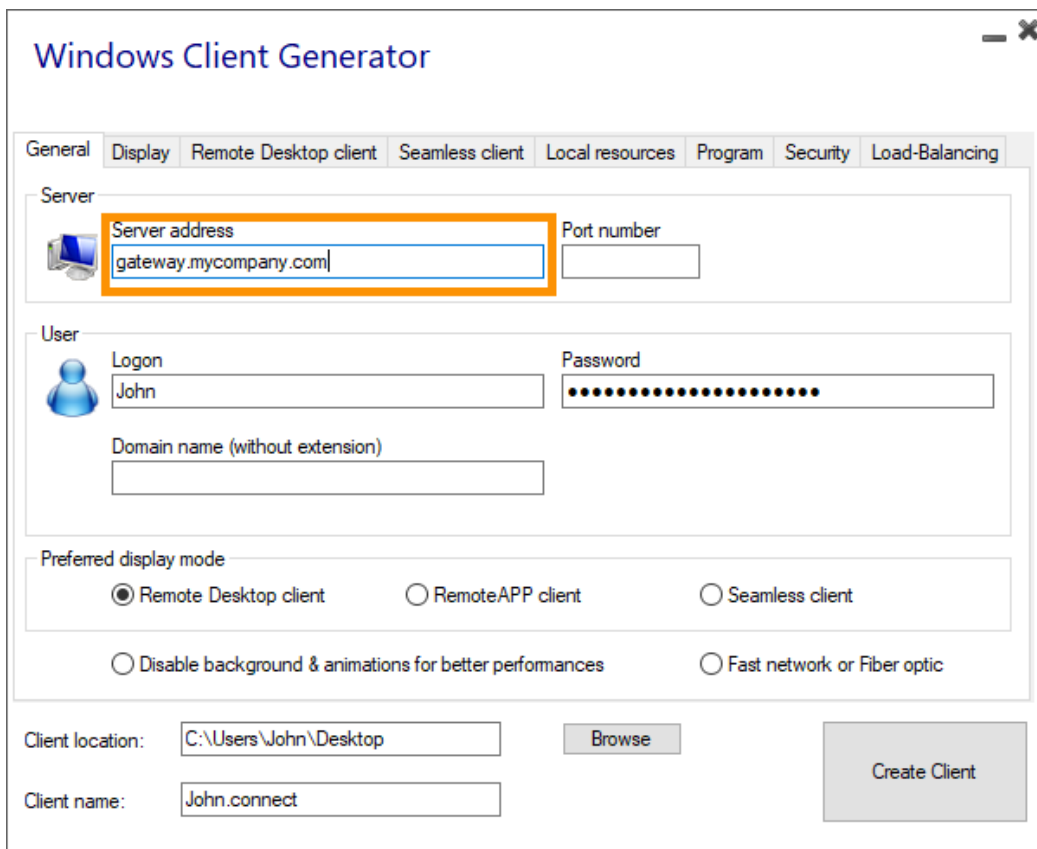 Windows Client Generator
General Display Remote Desktop client Seamless client Local resources Program Security Load-Balancing
Server
Server address Port number
gateway.mycompany.com
User
Logon Password
John ●●●●●●●●●●●●●●●●●●●●●
Domain name (without extension)
Preferred display mode
Remote Desktop client RemoteAPP client Seamless client
Disable background & animations for better performances Fast network or Fiber optic
Client location: C:\Users\John\Desktop Browse
Create Client
Client name: John.connect